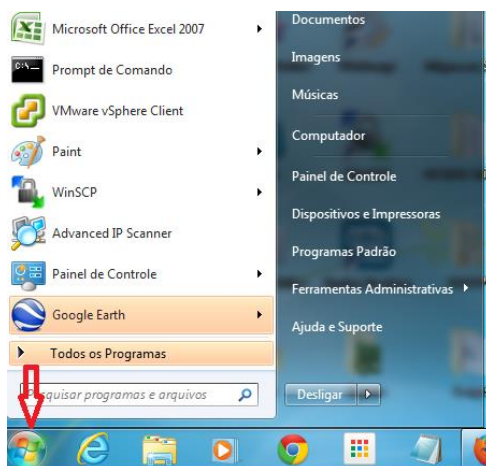 Microsoft Office Excel 2007
Prompt de Comando
VMware vSphere Client
Paint
WinSCP
Advanced IP Scanner
Painel de Controle
Google Earth
Todos os Programas
Pesquisar programas e arquivos
Documentos
Imagens
Músicas
Computador
Painel de Controle
Dispositivos e Impressoras
Programas Padrão
Ferramentas Administrativas
Ajuda e Suporte
Desligar